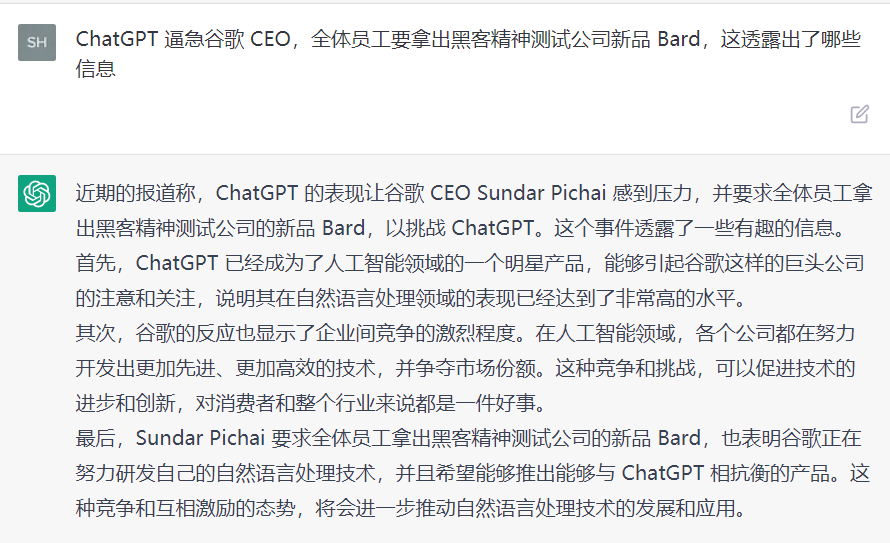 SH
ChatGPT 逼急谷歌 CEO，全体员工要拿出黑客精神测试公司新品 Bard，这透露出了哪些
信息
近期的报道称，ChatGPT 的表现让谷歌 CEO Sundar Pichai 感到压力，并要求全体员工拿
出黑客精神测试公司的新品 Bard，以挑战 ChatGPT。这个事件透露了一些有趣的信息。
首先，ChatGPT 已经成为了人工智能领域的一个明星产品，能够引起谷歌这样的巨头公司
的注意和关注，说明其在自然语言处理领域的表现已经达到了非常高的水平。
其次，谷歌的反应也显示了企业间竞争的激烈程度。在人工智能领域，各个公司都在努力
开发出更加先进、更加高效的技术，并争夺市场份额。这种竞争和挑战，可以促进技术的
进步和创新，对消费者和整个行业来说都是一件好事。
最后，Sundar Pichai 要求全体员工拿出黑客精神测试公司的新品 Bard，也表明谷歌正在
努力研发自己的自然语言处理技术，并且希望能够推出能够与 ChatGPT 相抗衡的产品。这
种竞争和互相激励的态势，将会进一步推动自然语言处理技术的发展和应用。